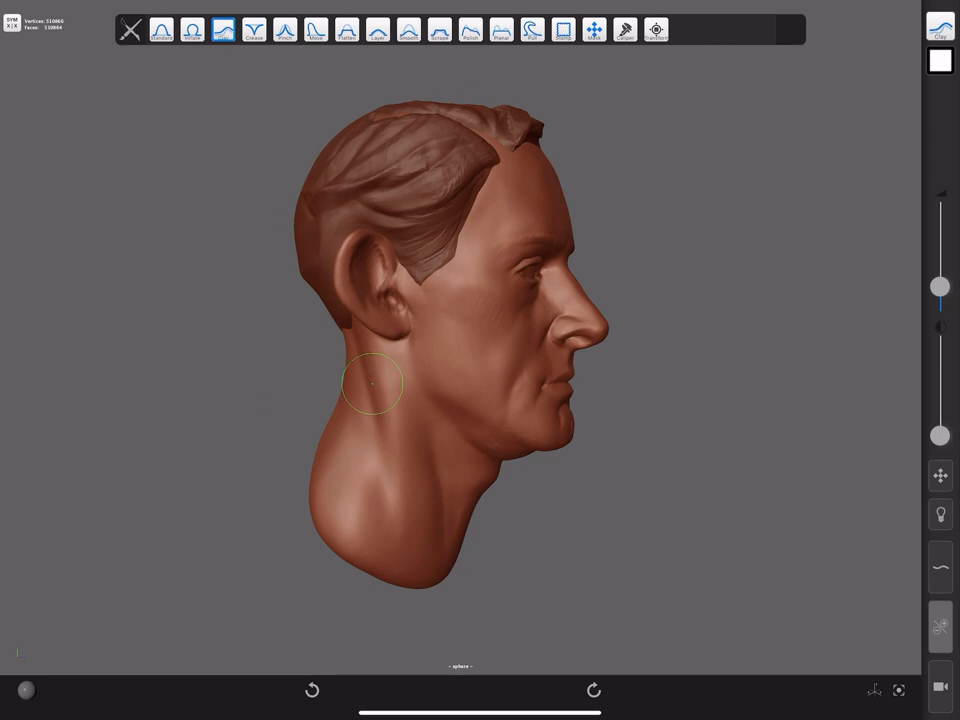 SYM
X | X
Vertices: 510866
Faces: 510864
Standard Inflate Clay Crease Pinch Move Flatten Layer Smooth Scrape Polish Planar Pull Stamp Mask Caliper Transform
Clay
- sphere -